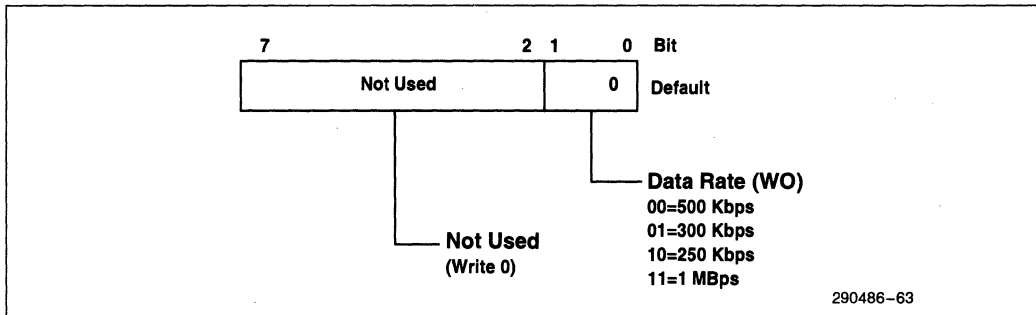 7 2 1 0 Bit
Not Used 0 Default
Data Rate (WO)
00=500 Kbps
01=300 Kbps
10=250 Kbps
11=1 MBps
Not Used
(Write 0)
290486–63